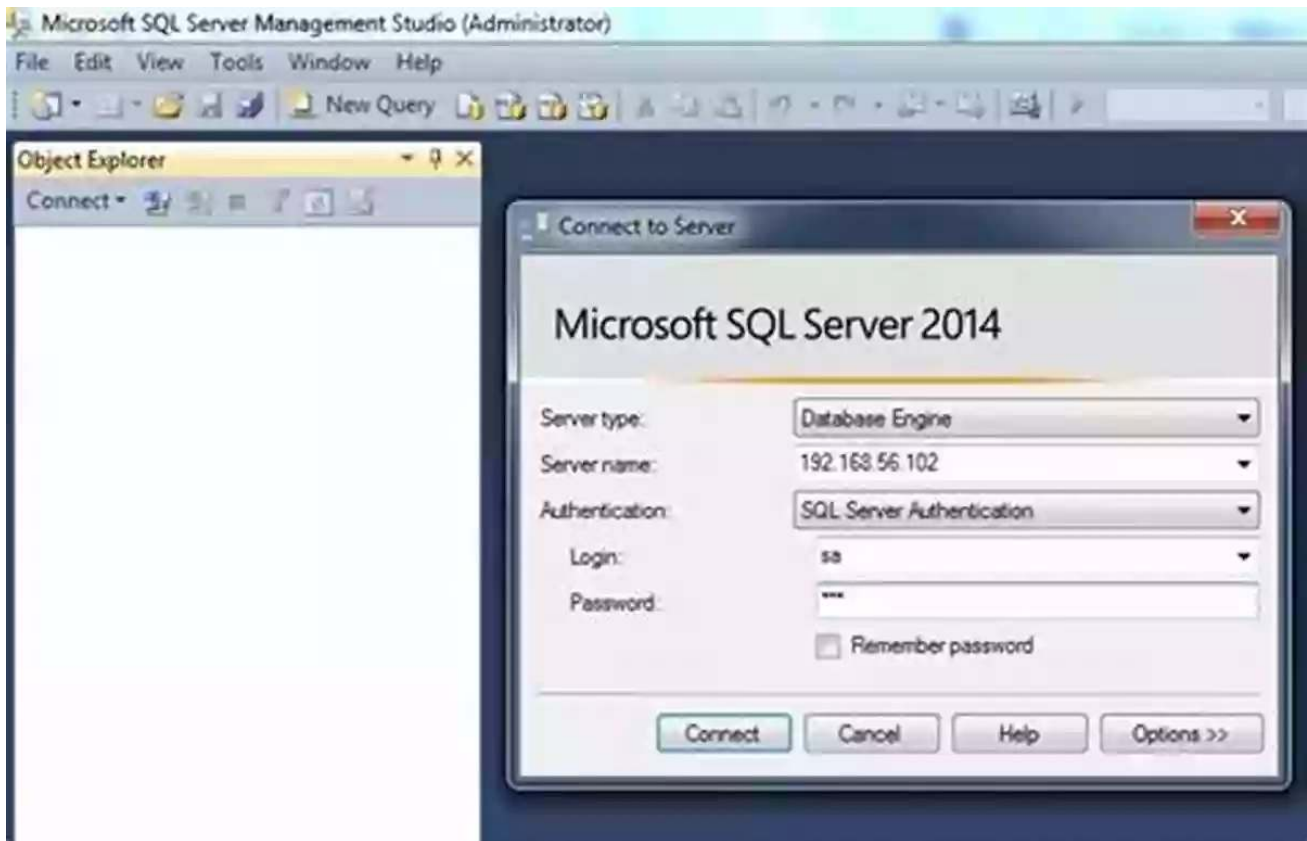 Microsoft SQL Server Management Studio (Administrator)
File Edit View Tools Window Help
New Query
Object Explorer
Connect
Connect to Server
Microsoft SQL Server 2014
Server type: Database Engine
Server name: 192.168.56.102
Authentication: SQL Server Authentication
Login: sa
Password: ***
Remember password
Connect Cancel Help Options >>